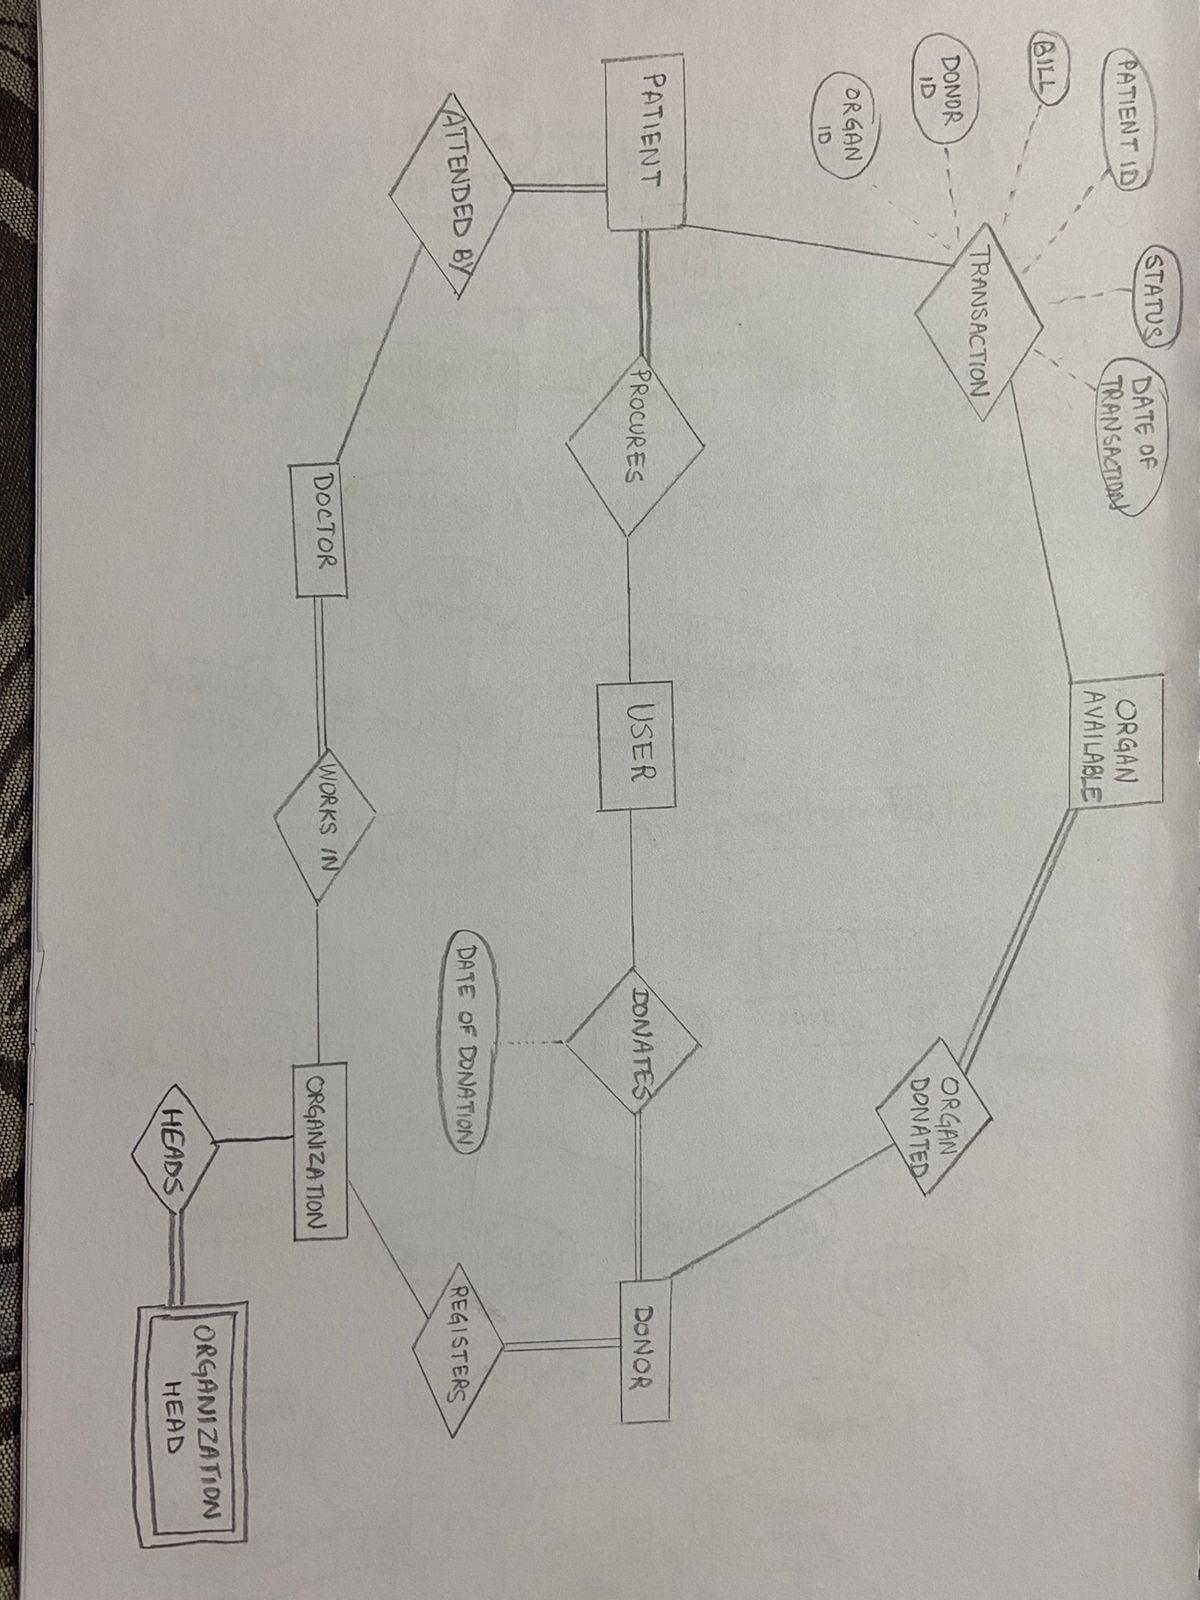 PATIENT ID
STATUS
DATE OF
TRANSACTION
BILL
DONOR
ID
ORGAN
ID
TRANSACTION
ORGAN
AVAILABLE
ORGAN
DONATED
PATIENT
PROCURES
USER
DONATES
DONOR
ATTENDED BY
DATE OF DONATION
REGISTERS
DOCTOR
WORKS IN
ORGANIZATION
HEADS
ORGANIZATION
HEAD